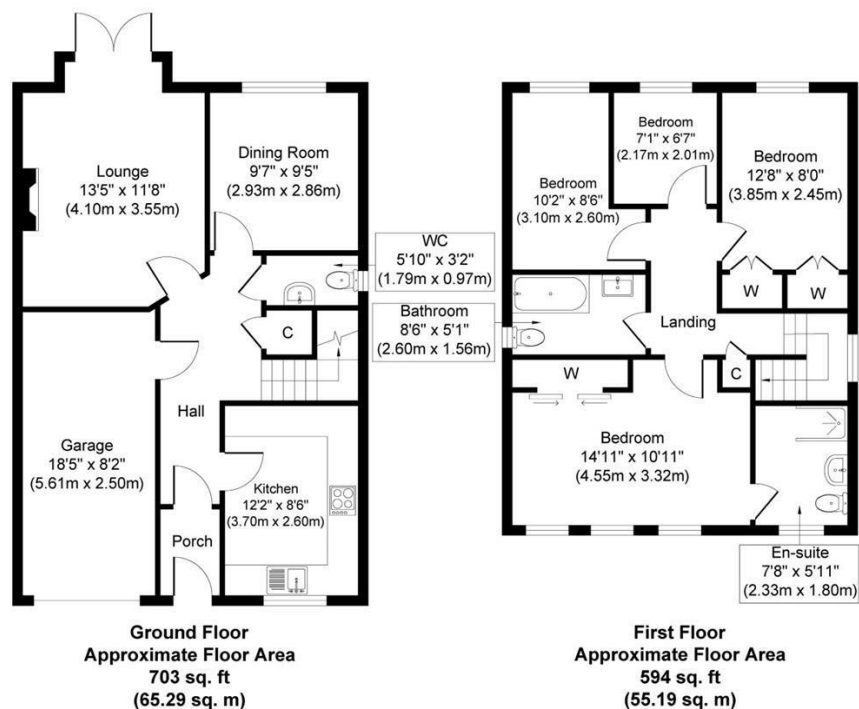 Lounge
13'5" x 11'8"
(4.10m x 3.55m)
Dining Room
9'7" x 9'5"
(2.93m x 2.86m)
WC
5'10" x 3'2"
(1.79m x 0.97m)
C
Hall
Garage
18'5" x 8'2"
(5.61m x 2.50m)
Kitchen
12'2" x 8'6"
(3.70m x 2.60m)
Porch
Ground Floor
Approximate Floor Area
703 sq. ft
(65.29 sq. m)
Bedroom
7'1" x 6'7"
(2.17m x 2.01m)
Bedroom
12'8" x 8'0"
(3.85m x 2.45m)
Bedroom
10'2" x 8'6"
(3.10m x 2.60m)
W
W
Bathroom
8'6" x 5'1"
(2.60m x 1.56m)
Landing
W
C
Bedroom
14'11" x 10'11"
(4.55m x 3.32m)
En-suite
7'8" x 5'11"
(2.33m x 1.80m)
First Floor
Approximate Floor Area
594 sq. ft
(55.19 sq. m)